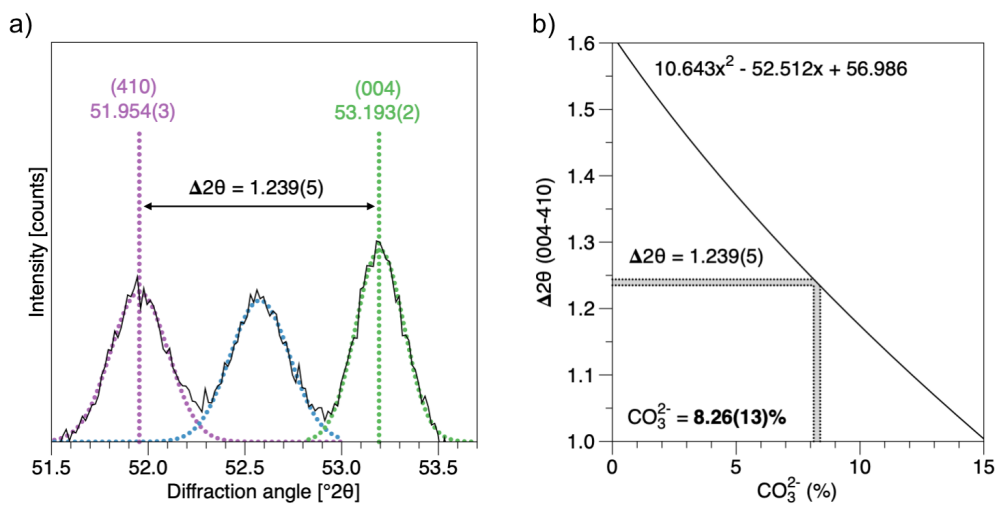 a)
(410)
51.954(3)
(004)
53.193(2)
Δ2θ = 1.239(5)
Intensity [counts]
51.5
52.0
52.5
53.0
53.5
Diffraction angle [°2θ]
b)
1.6
1.5
1.4
1.3
1.2
1.1
1.0
Δ2θ (004-410)
10.643x² - 52.512x + 56.986
Δ2θ = 1.239(5)
CO₃²⁻ = 8.26(13)%
0
5
10
15
CO₃²⁻ (%)